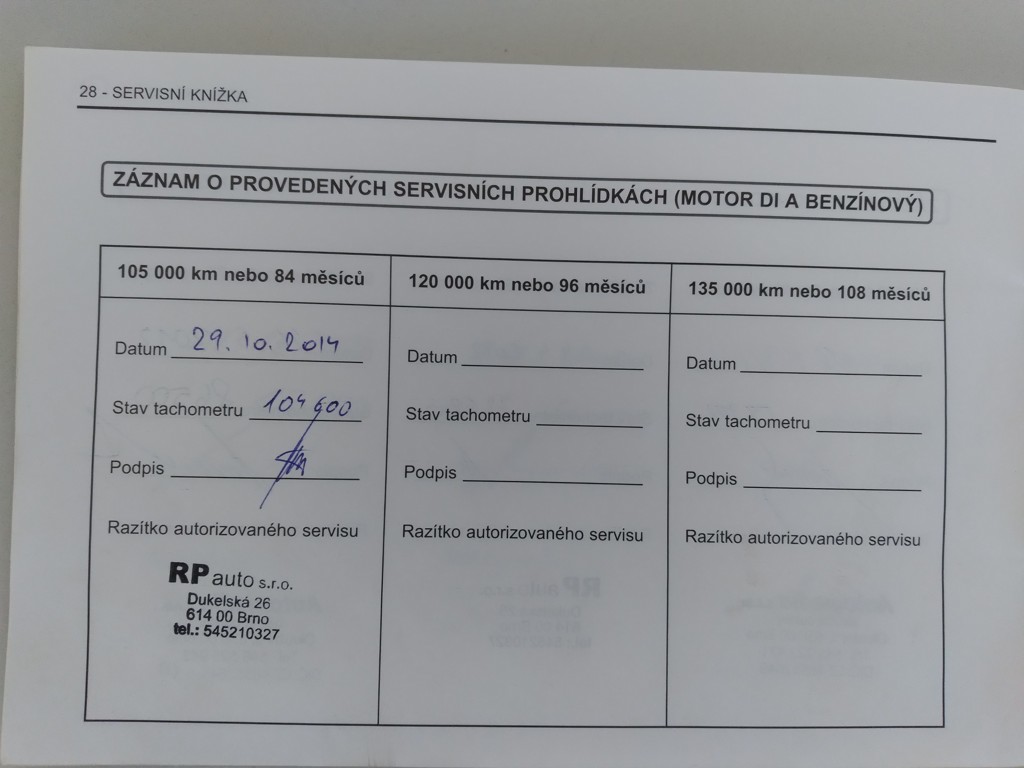 28 - SERVISNÍ KNÍŽKA
ZÁZNAM O PROVEDENÝCH SERVISNÍCH PROHLÍDKÁCH (MOTOR DI A BENZÍNOVÝ)
105 000 km nebo 84 měsíců
Datum 29. 10. 2014
Stav tachometru 104 900
Podpis
Razítko autorizovaného servisu
RP auto s.r.o.
Dukelská 26
614 00 Brno
tel.: 545210327
120 000 km nebo 96 měsíců
Datum
Stav tachometru
Podpis
Razítko autorizovaného servisu
135 000 km nebo 108 měsíců
Datum
Stav tachometru
Podpis
Razítko autorizovaného servisu